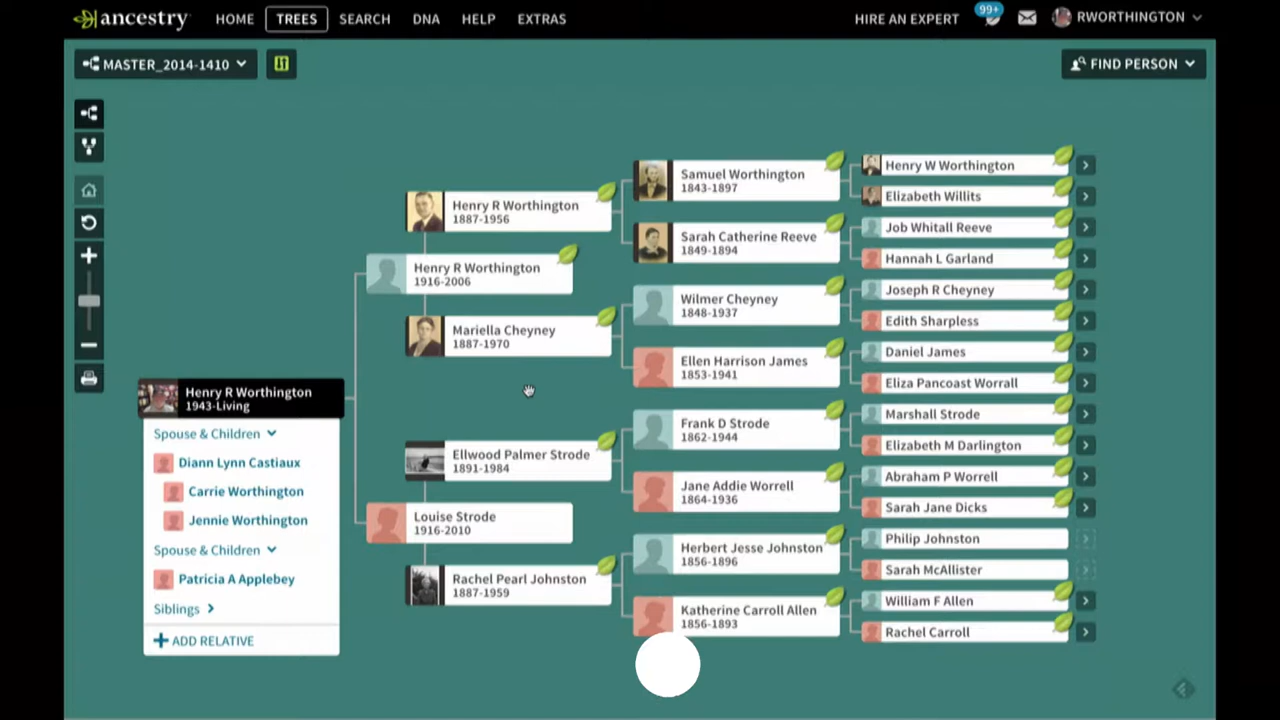 ancestry
HOME
TREES
SEARCH
DNA
HELP
EXTRAS
HIRE AN EXPERT
99+
RWORTHINGTON
MASTER_2014-1410
FIND PERSON
Henry R Worthington
1943-Living
Spouse & Children
Diann Lynn Castiaux
Carrie Worthington
Jennie Worthington
Spouse & Children
Patricia A Applebey
Siblings
ADD RELATIVE
Henry R Worthington
1887-1956
Henry R Worthington
1916-2006
Mariella Cheyney
1887-1970
Ellwood Palmer Strode
1891-1984
Louise Strode
1916-2010
Rachel Pearl Johnston
1887-1959
Samuel Worthington
1843-1897
Sarah Catherine Reeve
1849-1894
Wilmer Cheyney
1848-1937
Ellen Harrison James
1853-1941
Frank D Strode
1862-1944
Jane Addie Worrell
1864-1936
Herbert Jesse Johnston
1856-1896
Katherine Carroll Allen
1856-1893
Henry W Worthington
Elizabeth Willits
Job Whitall Reeve
Hannah L Garland
Joseph R Cheyney
Edith Sharpless
Daniel James
Eliza Pancoast Worrall
Marshall Strode
Elizabeth M Darlington
Abraham P Worrell
Sarah Jane Dicks
Philip Johnston
Sarah McAllister
William F Allen
Rachel Carroll